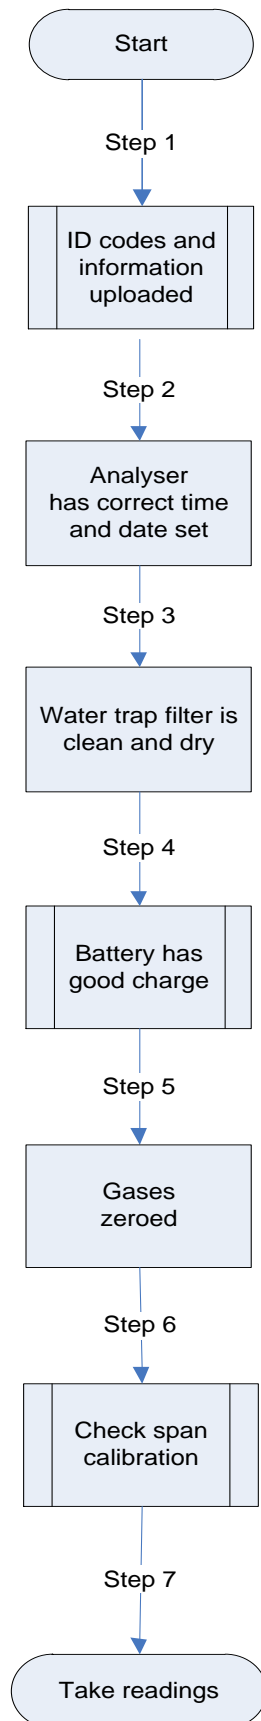 Start
Step 1
ID codes and
information
uploaded
Step 2
Analyser
has correct time
and date set
Step 3
Water trap filter is
clean and dry
Step 4
Battery has
good charge
Step 5
Gases
zeroed
Step 6
Check span
calibration
Step 7
Take readings